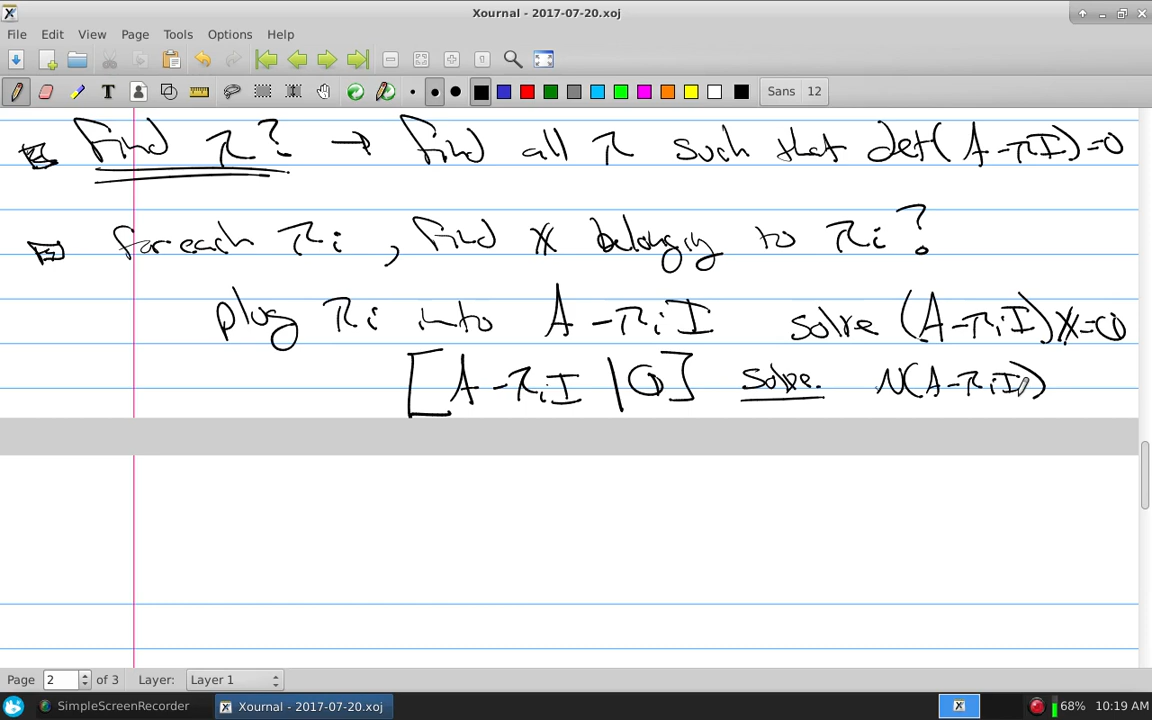 Xournal - 2017-07-20.xoj
File Edit View Page Tools Options Help
Sans 12
Find λ? → Find all λ such that det(A-λI)=0
for each λi, find x belongig to λi?
plug λi into A-λiI solve (A-λiI)x=0
[A-λiI | 0] solve. N(A-λiI)
Page 2 of 3 Layer: Layer 1
SimpleScreenRecorder Xournal - 2017-07-20.xoj 68% 10:19 AM